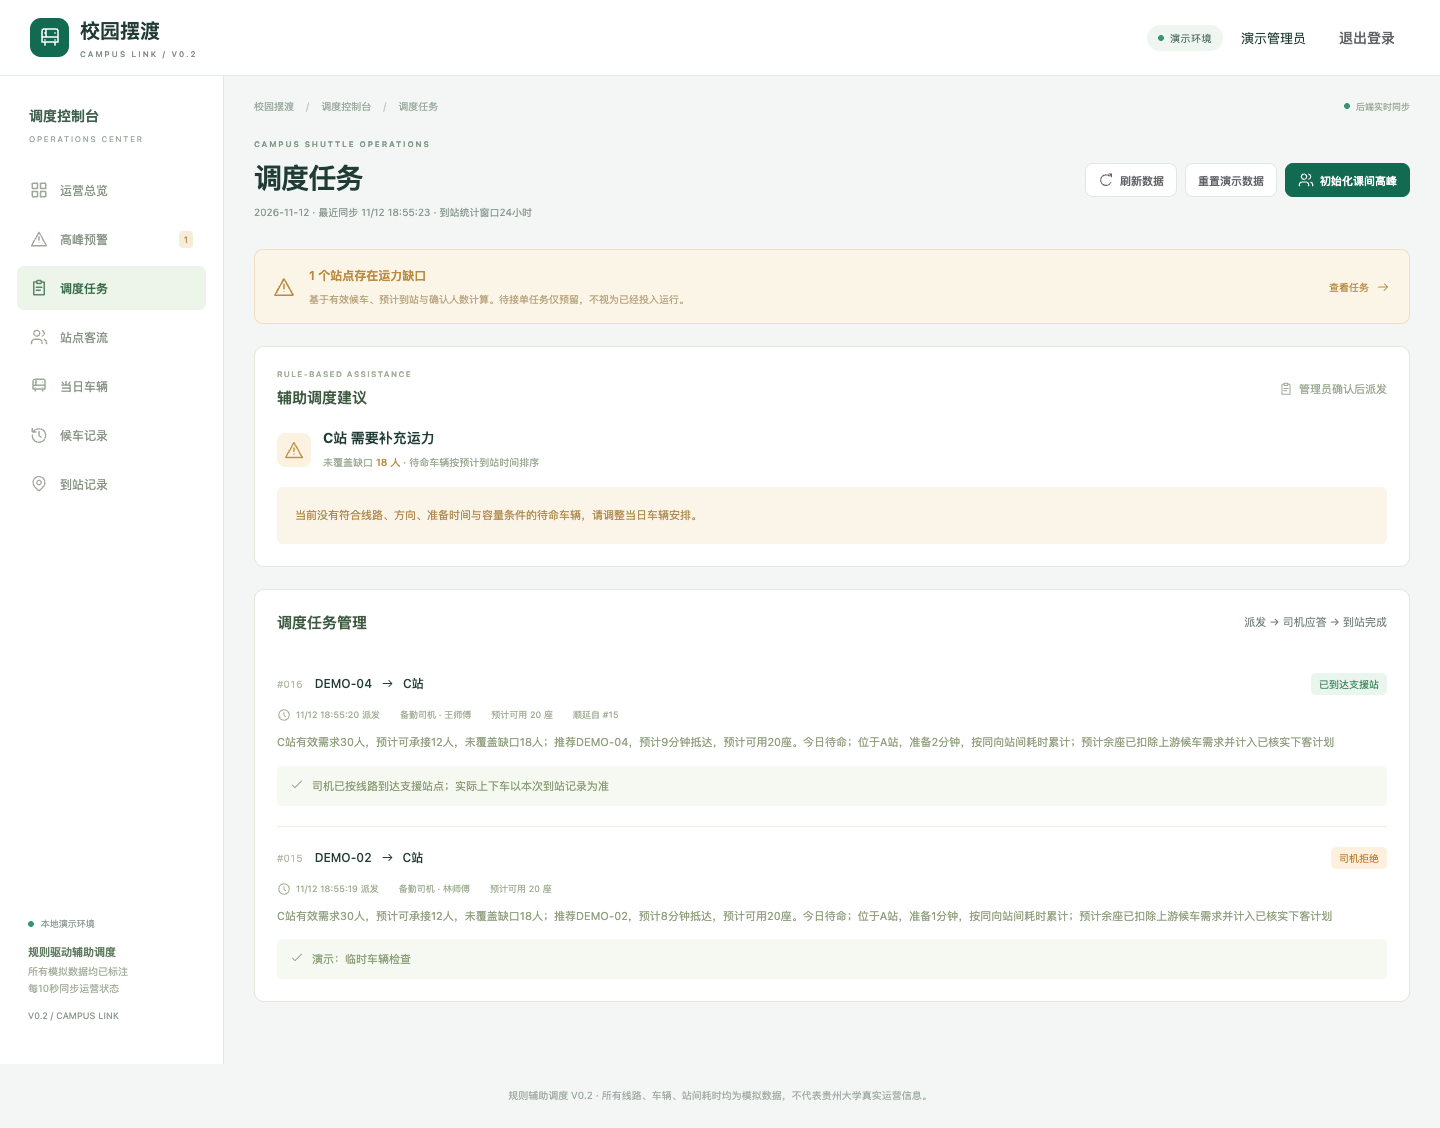 校园摆渡
CAMPUS LINK / V0.2
演示环境
演示管理员
退出登录
调度控制台
OPERATIONS CENTER
运营总览
高峰预警
1
调度任务
站点客流
当日车辆
候车记录
到站记录
本地演示环境
规则驱动辅助调度
所有模拟数据均已标注
每10秒同步运营状态
V0.2 / CAMPUS LINK
校园摆渡 / 调度控制台 / 调度任务
后端实时同步
CAMPUS SHUTTLE OPERATIONS
调度任务
2026-11-12 · 最近同步 11/12 18:55:23 · 到站统计窗口24小时
刷新数据
重置演示数据
初始化课间高峰
1 个站点存在运力缺口
基于有效候车、预计到站与确认人数计算。待接单任务仅预留，不视为已经投入运行。
查看任务 →
RULE-BASED ASSISTANCE
辅助调度建议
管理员确认后派发
C站 需要补充运力
未覆盖缺口 18 人 · 待命车辆按预计到站时间排序
当前没有符合线路、方向、准备时间与容量条件的待命车辆，请调整当日车辆安排。
调度任务管理
派发 → 司机应答 → 到站完成
#016 DEMO-04 → C站
已到达支援站
11/12 18:55:20 派发 备勤司机 · 王师傅 预计可用 20 座 顺延自 #15
C站有效需求30人，预计可承接12人，未覆盖缺口18人；推荐DEMO-04，预计9分钟抵达，预计可用20座。今日待命；位于A站，准备2分钟，按同向站间耗时累计；预计余座已扣除上游候车需求并计入已核实下客计划
司机已按线路到达支援站点；实际上下车以本次到站记录为准
#015 DEMO-02 → C站
司机拒绝
11/12 18:55:19 派发 备勤司机 · 林师傅 预计可用 20 座
C站有效需求30人，预计可承接12人，未覆盖缺口18人；推荐DEMO-02，预计8分钟抵达，预计可用20座。今日待命；位于A站，准备1分钟，按同向站间耗时累计；预计余座已扣除上游候车需求并计入已核实下客计划
演示：临时车辆检查
规则辅助调度 V0.2 · 所有线路、车辆、站间耗时均为模拟数据，不代表贵州大学真实运营信息。